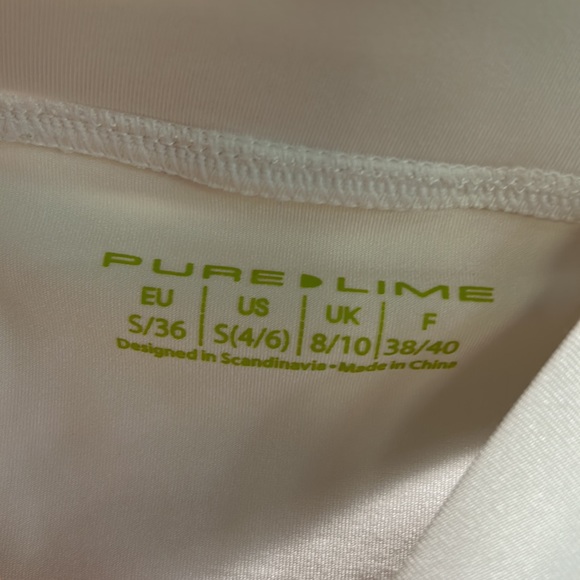 PURE LIME
EU US UK F
S/36 S(4/6) 8/10 38/40
Designed in Scandinavia • Made in China